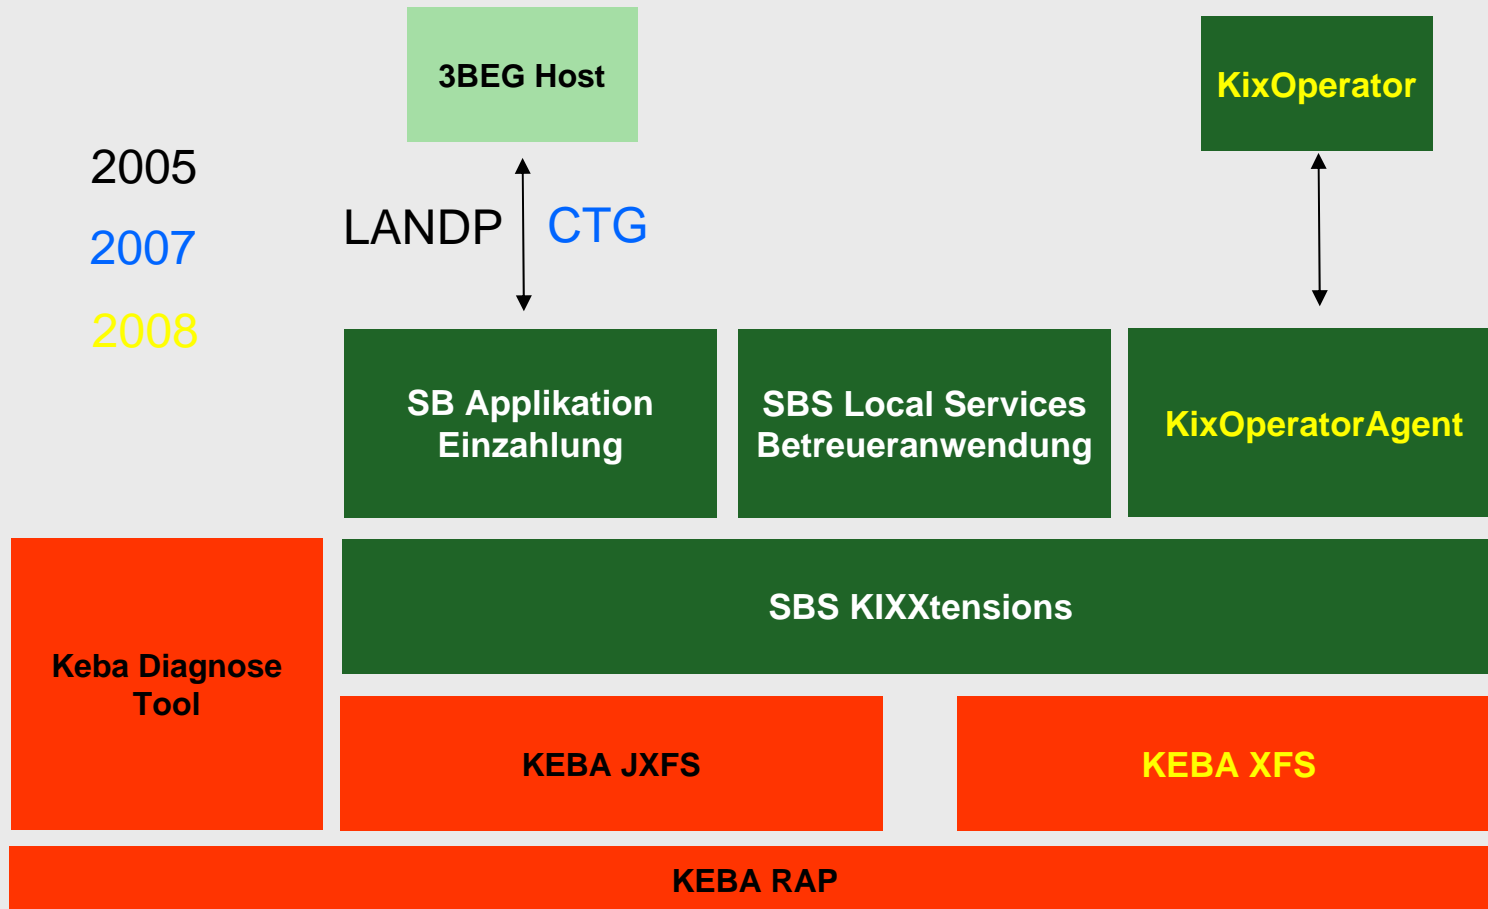 3BEG Host
KixOperator
2005
2007
2008
LANDP
CTG
SB Applikation
Einzahlung
SBS Local Services
Betreueranwendung
KixOperatorAgent
SBS KIXXtensions
Keba Diagnose
Tool
KEBA JXFS
KEBA XFS
KEBA RAP